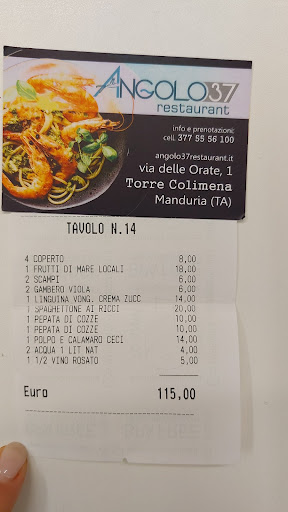 ANGOLO37
restaurant
info e prenotazioni:
cell. 377 55 56 100
angolo37restaurant.it
via delle Orate, 1
Torre Colimena
Manduria (TA)
TAVOLO N.14
4 COPERTO 8,00
1 FRUTTI DI MARE LOCALI 18,00
2 SCAMPI 6,00
2 GAMBERO VIOLA 6,00
1 LINGUINA VONG. CREMA ZUCC 14,00
1 SPAGHETTONE AI RICCI 20,00
1 PEPATA DI COZZE 10,00
1 PEPATA DI COZZE 10,00
1 POLPO E CALAMARO CECI 14,00
2 ACQUA 1 LIT NAT 4,00
1 1/2 VINO ROSATO 5,00
Euro 115,00